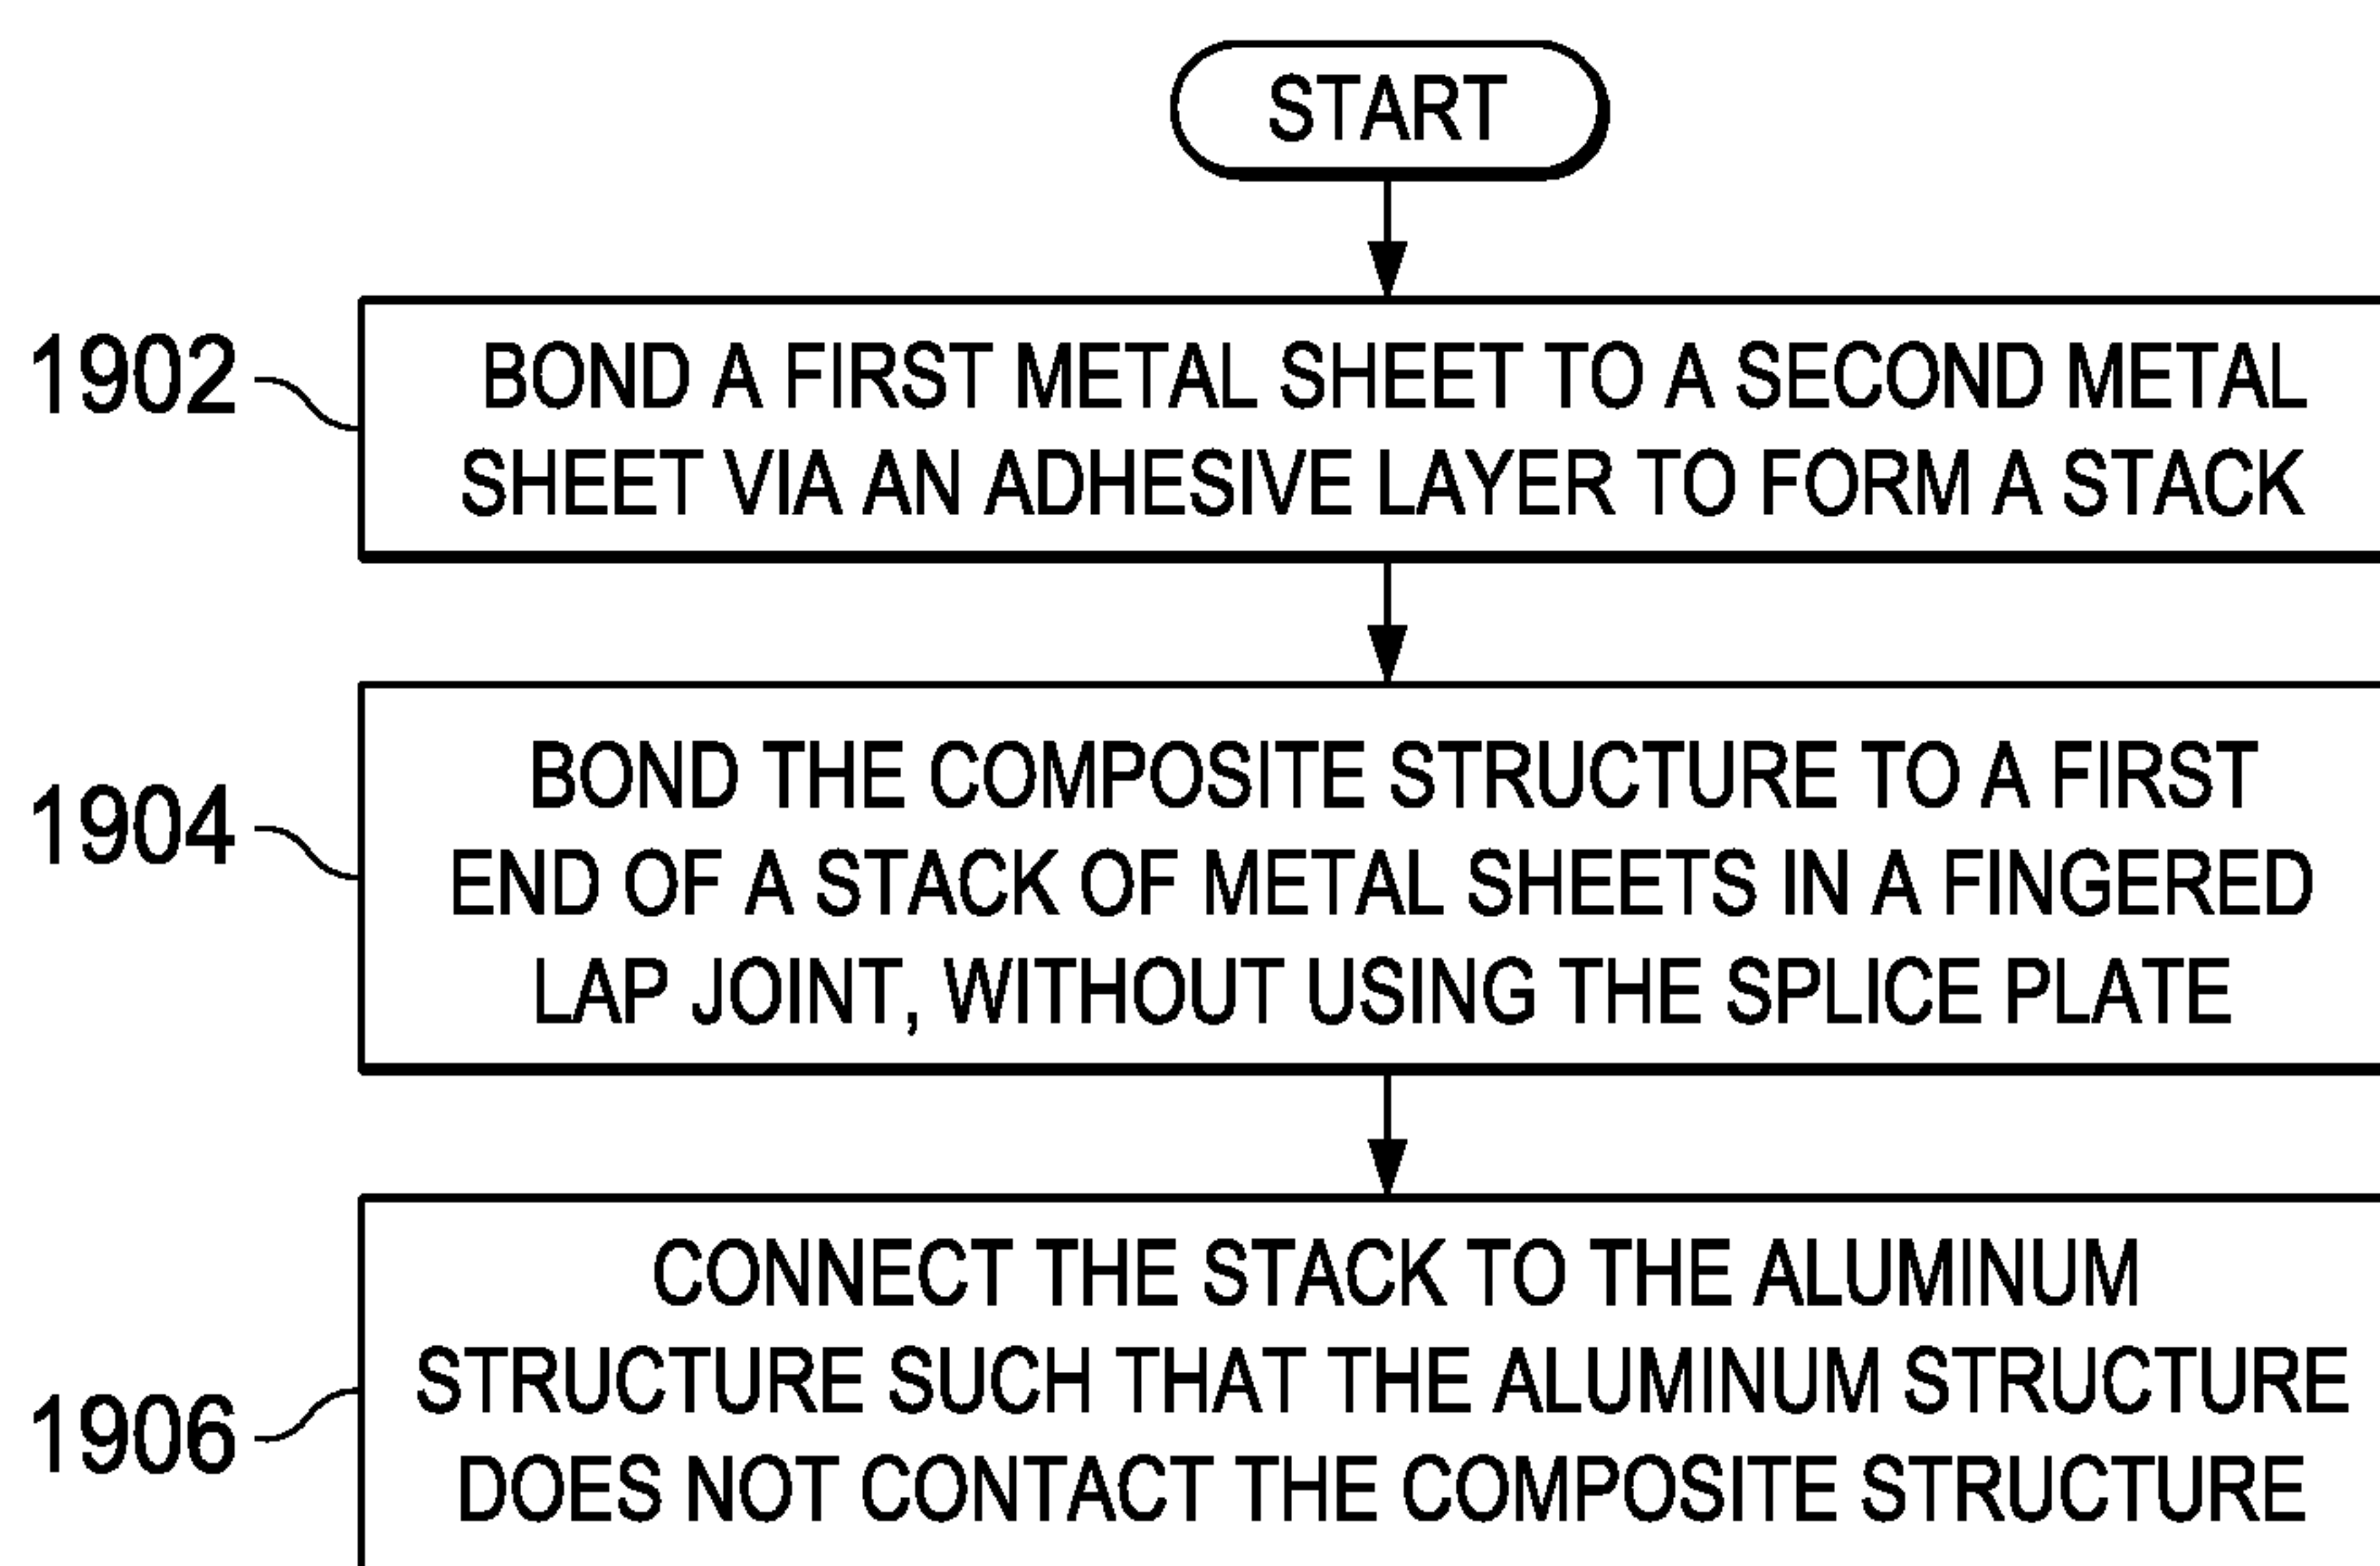 START
1902
BOND A FIRST METAL SHEET TO A SECOND METAL
SHEET VIA AN ADHESIVE LAYER TO FORM A STACK
1904
BOND THE COMPOSITE STRUCTURE TO A FIRST
END OF A STACK OF METAL SHEETS IN A FINGERED
LAP JOINT, WITHOUT USING THE SPLICE PLATE
1906
CONNECT THE STACK TO THE ALUMINUM
STRUCTURE SUCH THAT THE ALUMINUM STRUCTURE
DOES NOT CONTACT THE COMPOSITE STRUCTURE